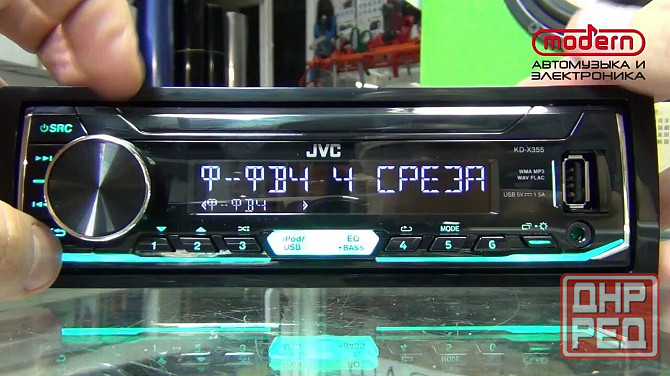 modern
АВТОМУЗЫКА И
ЭЛЕКТРОНИКА
SRC
JVC
KD-X355
Ф--ФВЧ Ч СРЕЗА
<Ф--ФВЧ >
WMA MP3
WAV FLAC
USB 5V 1.5A
1 2 3
iPod/
USB
EQ
-BASS
MODE
4 5 6
ДНР
РЕД